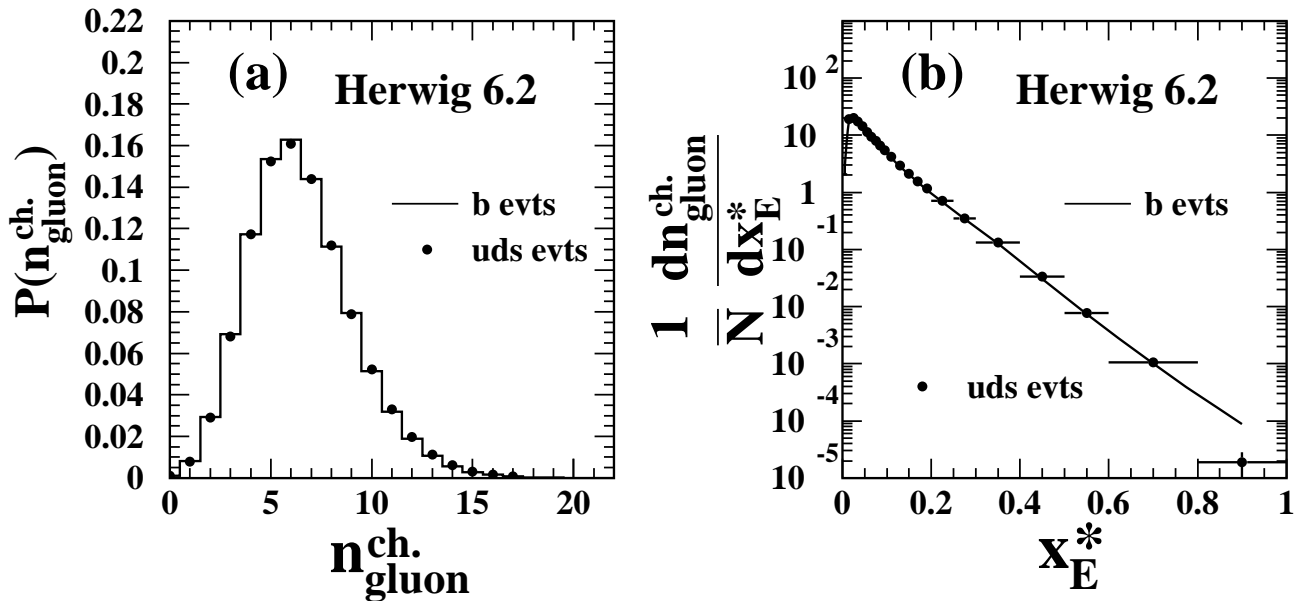 (a)
Herwig 6.2
b evts
uds evts
P(n^ch._gluon)
0.22
0.2
0.18
0.16
0.14
0.12
0.1
0.08
0.06
0.04
0.02
0
0 5 10 15 20
n^ch._gluon
(b)
Herwig 6.2
b evts
uds evts
1/N dn^ch._gluon/dx*_E
10^2
10
1
10^-1
10^-2
10^-3
10^-4
10^-5
0 0.2 0.4 0.6 0.8 1
x*_E